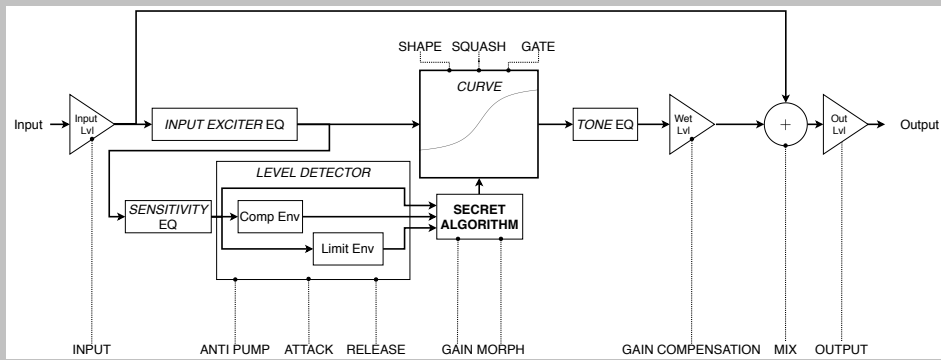 SHAPE SQUASH GATE
CURVE
Input
Input
Lvl
INPUT EXCITER EQ
TONE EQ
Wet
Lvl
+
Out
Lvl
Output
LEVEL DETECTOR
SENSITIVITY
EQ
Comp Env
Limit Env
SECRET
ALGORITHM
INPUT ANTI PUMP ATTACK RELEASE GAIN MORPH GAIN COMPENSATION MIX OUTPUT